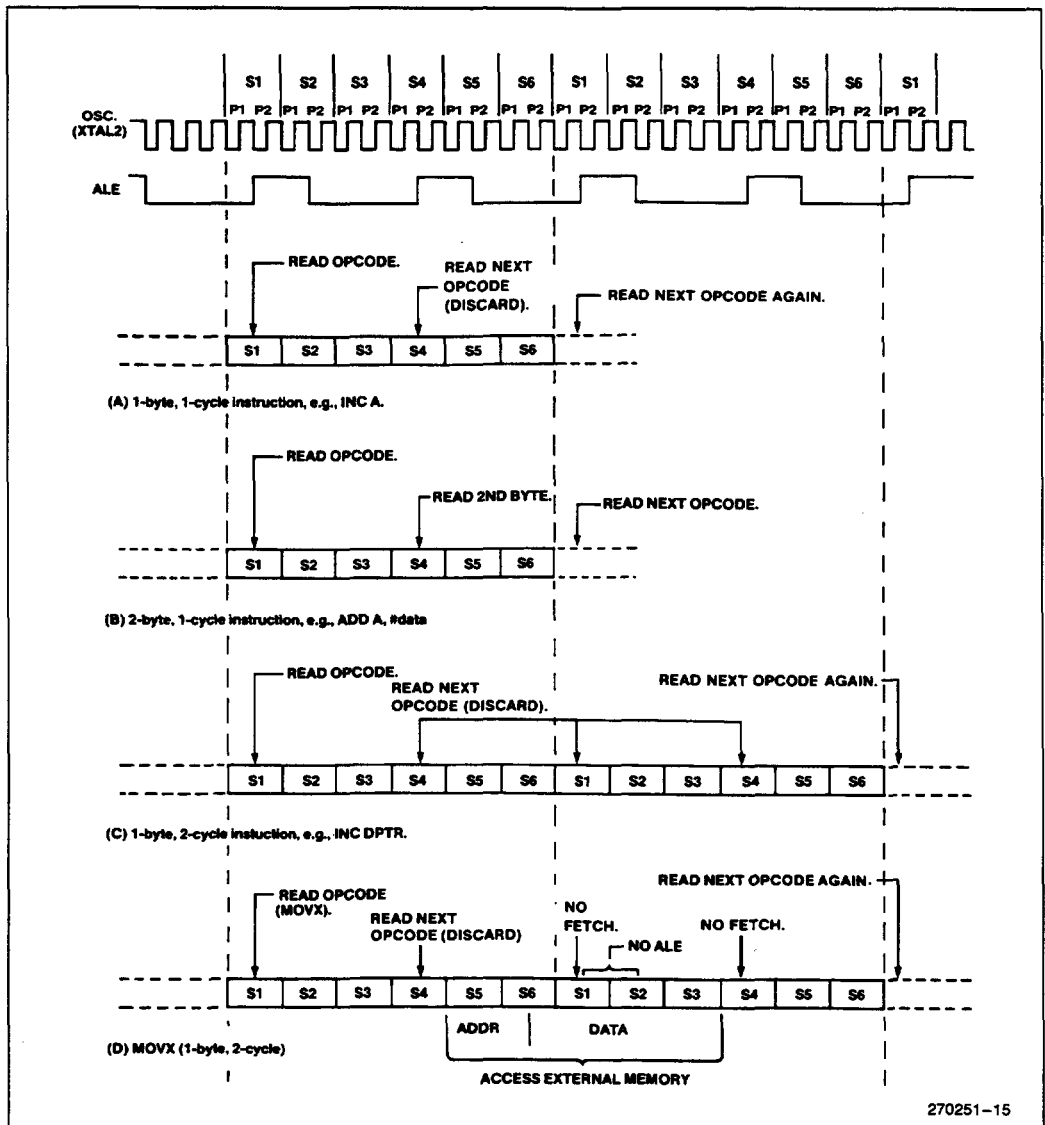 S1 S2 S3 S4 S5 S6 S1 S2 S3 S4 S5 S6 S1
P1 P2 P1 P2 P1 P2 P1 P2 P1 P2 P1 P2 P1 P2 P1 P2 P1 P2 P1 P2 P1 P2 P1 P2 P1 P2
OSC.
(XTAL2)
ALE
READ OPCODE.
READ NEXT
OPCODE
(DISCARD).
READ NEXT OPCODE AGAIN.
S1 S2 S3 S4 S5 S6
(A) 1-byte, 1-cycle instruction, e.g., INC A.
READ OPCODE.
READ 2ND BYTE.
READ NEXT OPCODE.
S1 S2 S3 S4 S5 S6
(B) 2-byte, 1-cycle instruction, e.g., ADD A, #data
READ OPCODE.
READ NEXT
OPCODE (DISCARD).
READ NEXT OPCODE AGAIN.
S1 S2 S3 S4 S5 S6 S1 S2 S3 S4 S5 S6
(C) 1-byte, 2-cycle instuction, e.g., INC DPTR.
READ OPCODE
(MOVX).
READ NEXT
OPCODE (DISCARD)
NO
FETCH.
NO ALE
NO FETCH.
READ NEXT OPCODE AGAIN.
S1 S2 S3 S4 S5 S6 S1 S2 S3 S4 S5 S6
ADDR DATA
(D) MOVX (1-byte, 2-cycle)
ACCESS EXTERNAL MEMORY
270251-15